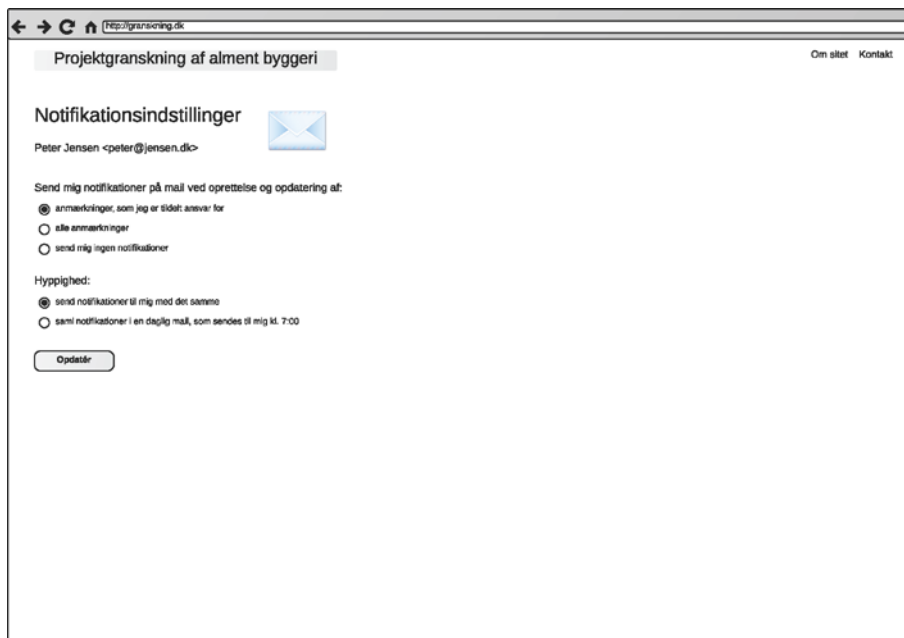 http://granskning.dk
Projektgranskning af alment byggeri
Om sitet Kontakt
Notifikationsindstillinger
Peter Jensen <peter@jensen.dk>
Send mig notifikationer på mail ved oprettelse og opdatering af:
anmærkninger, som jeg er tildelt ansvar for
alle anmærkninger
send mig ingen notifikationer
Hyppighed:
send notifikationer til mig med det samme
saml notifikationer i en daglig mail, som sendes til mig kl. 7:00
Opdatér